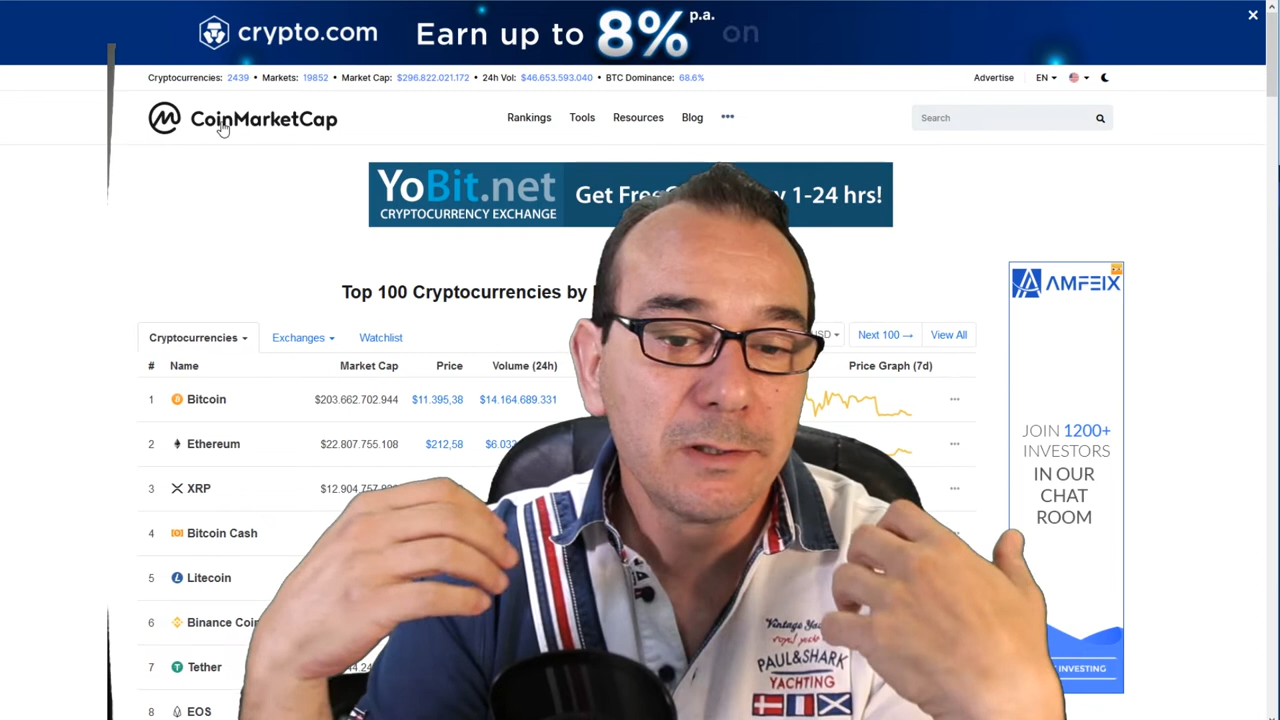 crypto.com Earn up to 8% p.a. on
Cryptocurrencies: 2439 • Markets: 19852 • Market Cap: $296.822.021.172 • 24h Vol: $46.653.593.040 • BTC Dominance: 68.6%
Advertise EN
CoinMarketCap
Rankings Tools Resources Blog
Search
YoBit.net
CRYPTOCURRENCY EXCHANGE
Get Free 1-24 hrs!
AMFEIX
Top 100 Cryptocurrencies by
Cryptocurrencies Exchanges Watchlist
USD Next 100 → View All
# Name Market Cap Price Volume (24h) Price Graph (7d)
1 Bitcoin $203.662.702.944 $11.395,38 $14.164.689.331
2 Ethereum $22.807.755.108 $212,58
3 XRP
4 Bitcoin Cash
5 Litecoin
6 Binance Coin
7 Tether
8 EOS
JOIN 1200+
INVESTORS
IN OUR
CHAT
ROOM
INVESTING
Vintage
PAUL&SHARK
YACHTING